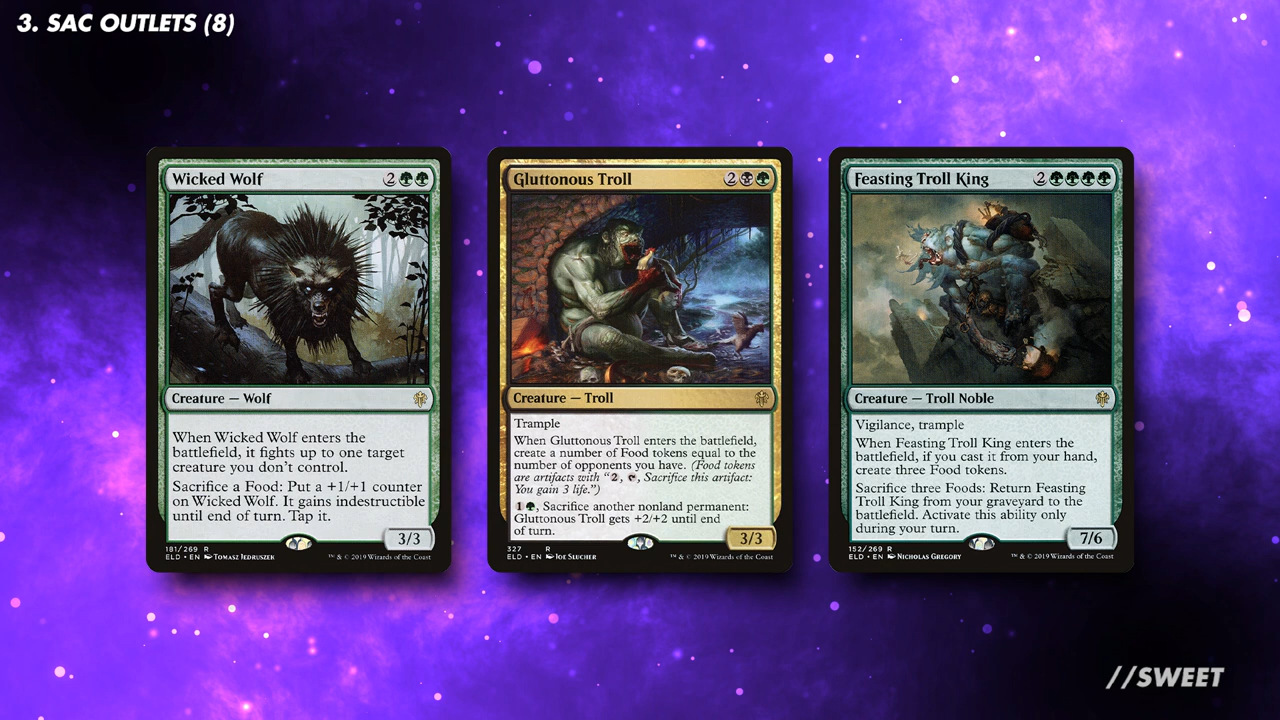 3. SAC OUTLETS (8)
Wicked Wolf 2
Creature — Wolf
When Wicked Wolf enters the
battlefield, it fights up to one target
creature you don't control.
Sacrifice a Food: Put a +1/+1 counter
on Wicked Wolf. It gains indestructible
until end of turn. Tap it.
3/3
181/269 R
ELD • EN Tomasz Jedruszek
™ & © 2019 Wizards of the Coast
Gluttonous Troll 2
Creature — Troll
Trample
When Gluttonous Troll enters the battlefield,
create a number of Food tokens equal to the
number of opponents you have. (Food tokens
are artifacts with "2, , Sacrifice this artifact:
You gain 3 life.")
1 , Sacrifice another nonland permanent:
Gluttonous Troll gets +2/+2 until end
of turn.
3/3
327 R
ELD • EN Joe Slucher
™ & © 2019 Wizards of the Coast
Feasting Troll King 2
Creature — Troll Noble
Vigilance, trample
When Feasting Troll King enters the
battlefield, if you cast it from your hand,
create three Food tokens.
Sacrifice three Foods: Return Feasting
Troll King from your graveyard to the
battlefield. Activate this ability only
during your turn.
7/6
152/269 R
ELD • EN Nicholas Gregory
™ & © 2019 Wizards of the Coast
//SWEET